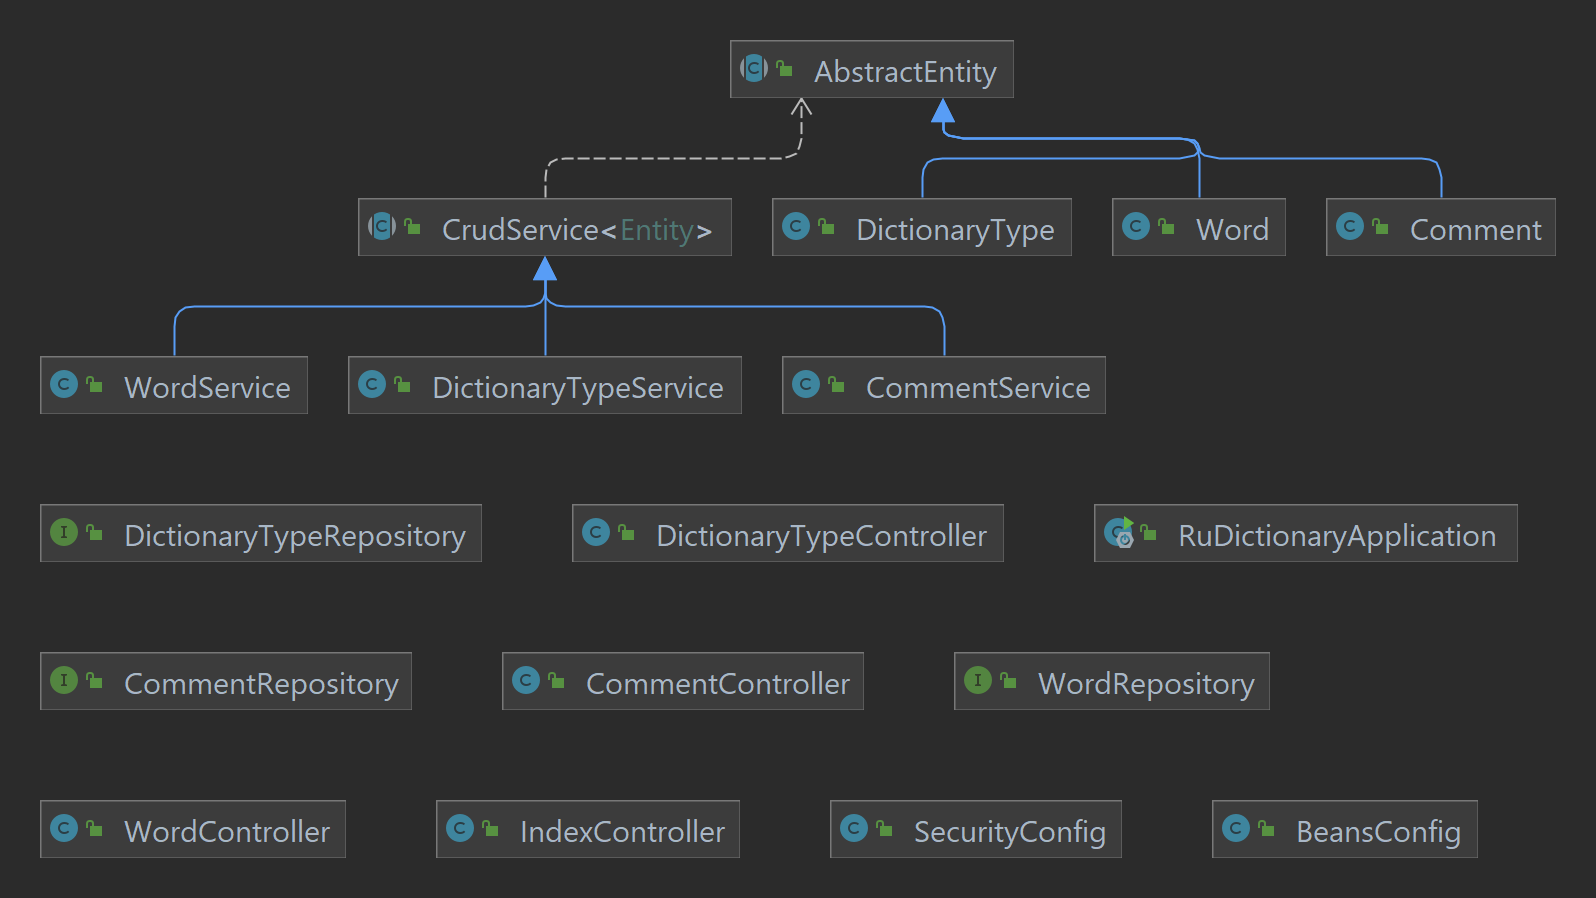 AbstractEntity
CrudService<Entity>
DictionaryType
Word
Comment
WordService
DictionaryTypeService
CommentService
DictionaryTypeRepository
DictionaryTypeController
RuDictionaryApplication
CommentRepository
CommentController
WordRepository
WordController
IndexController
SecurityConfig
BeansConfig